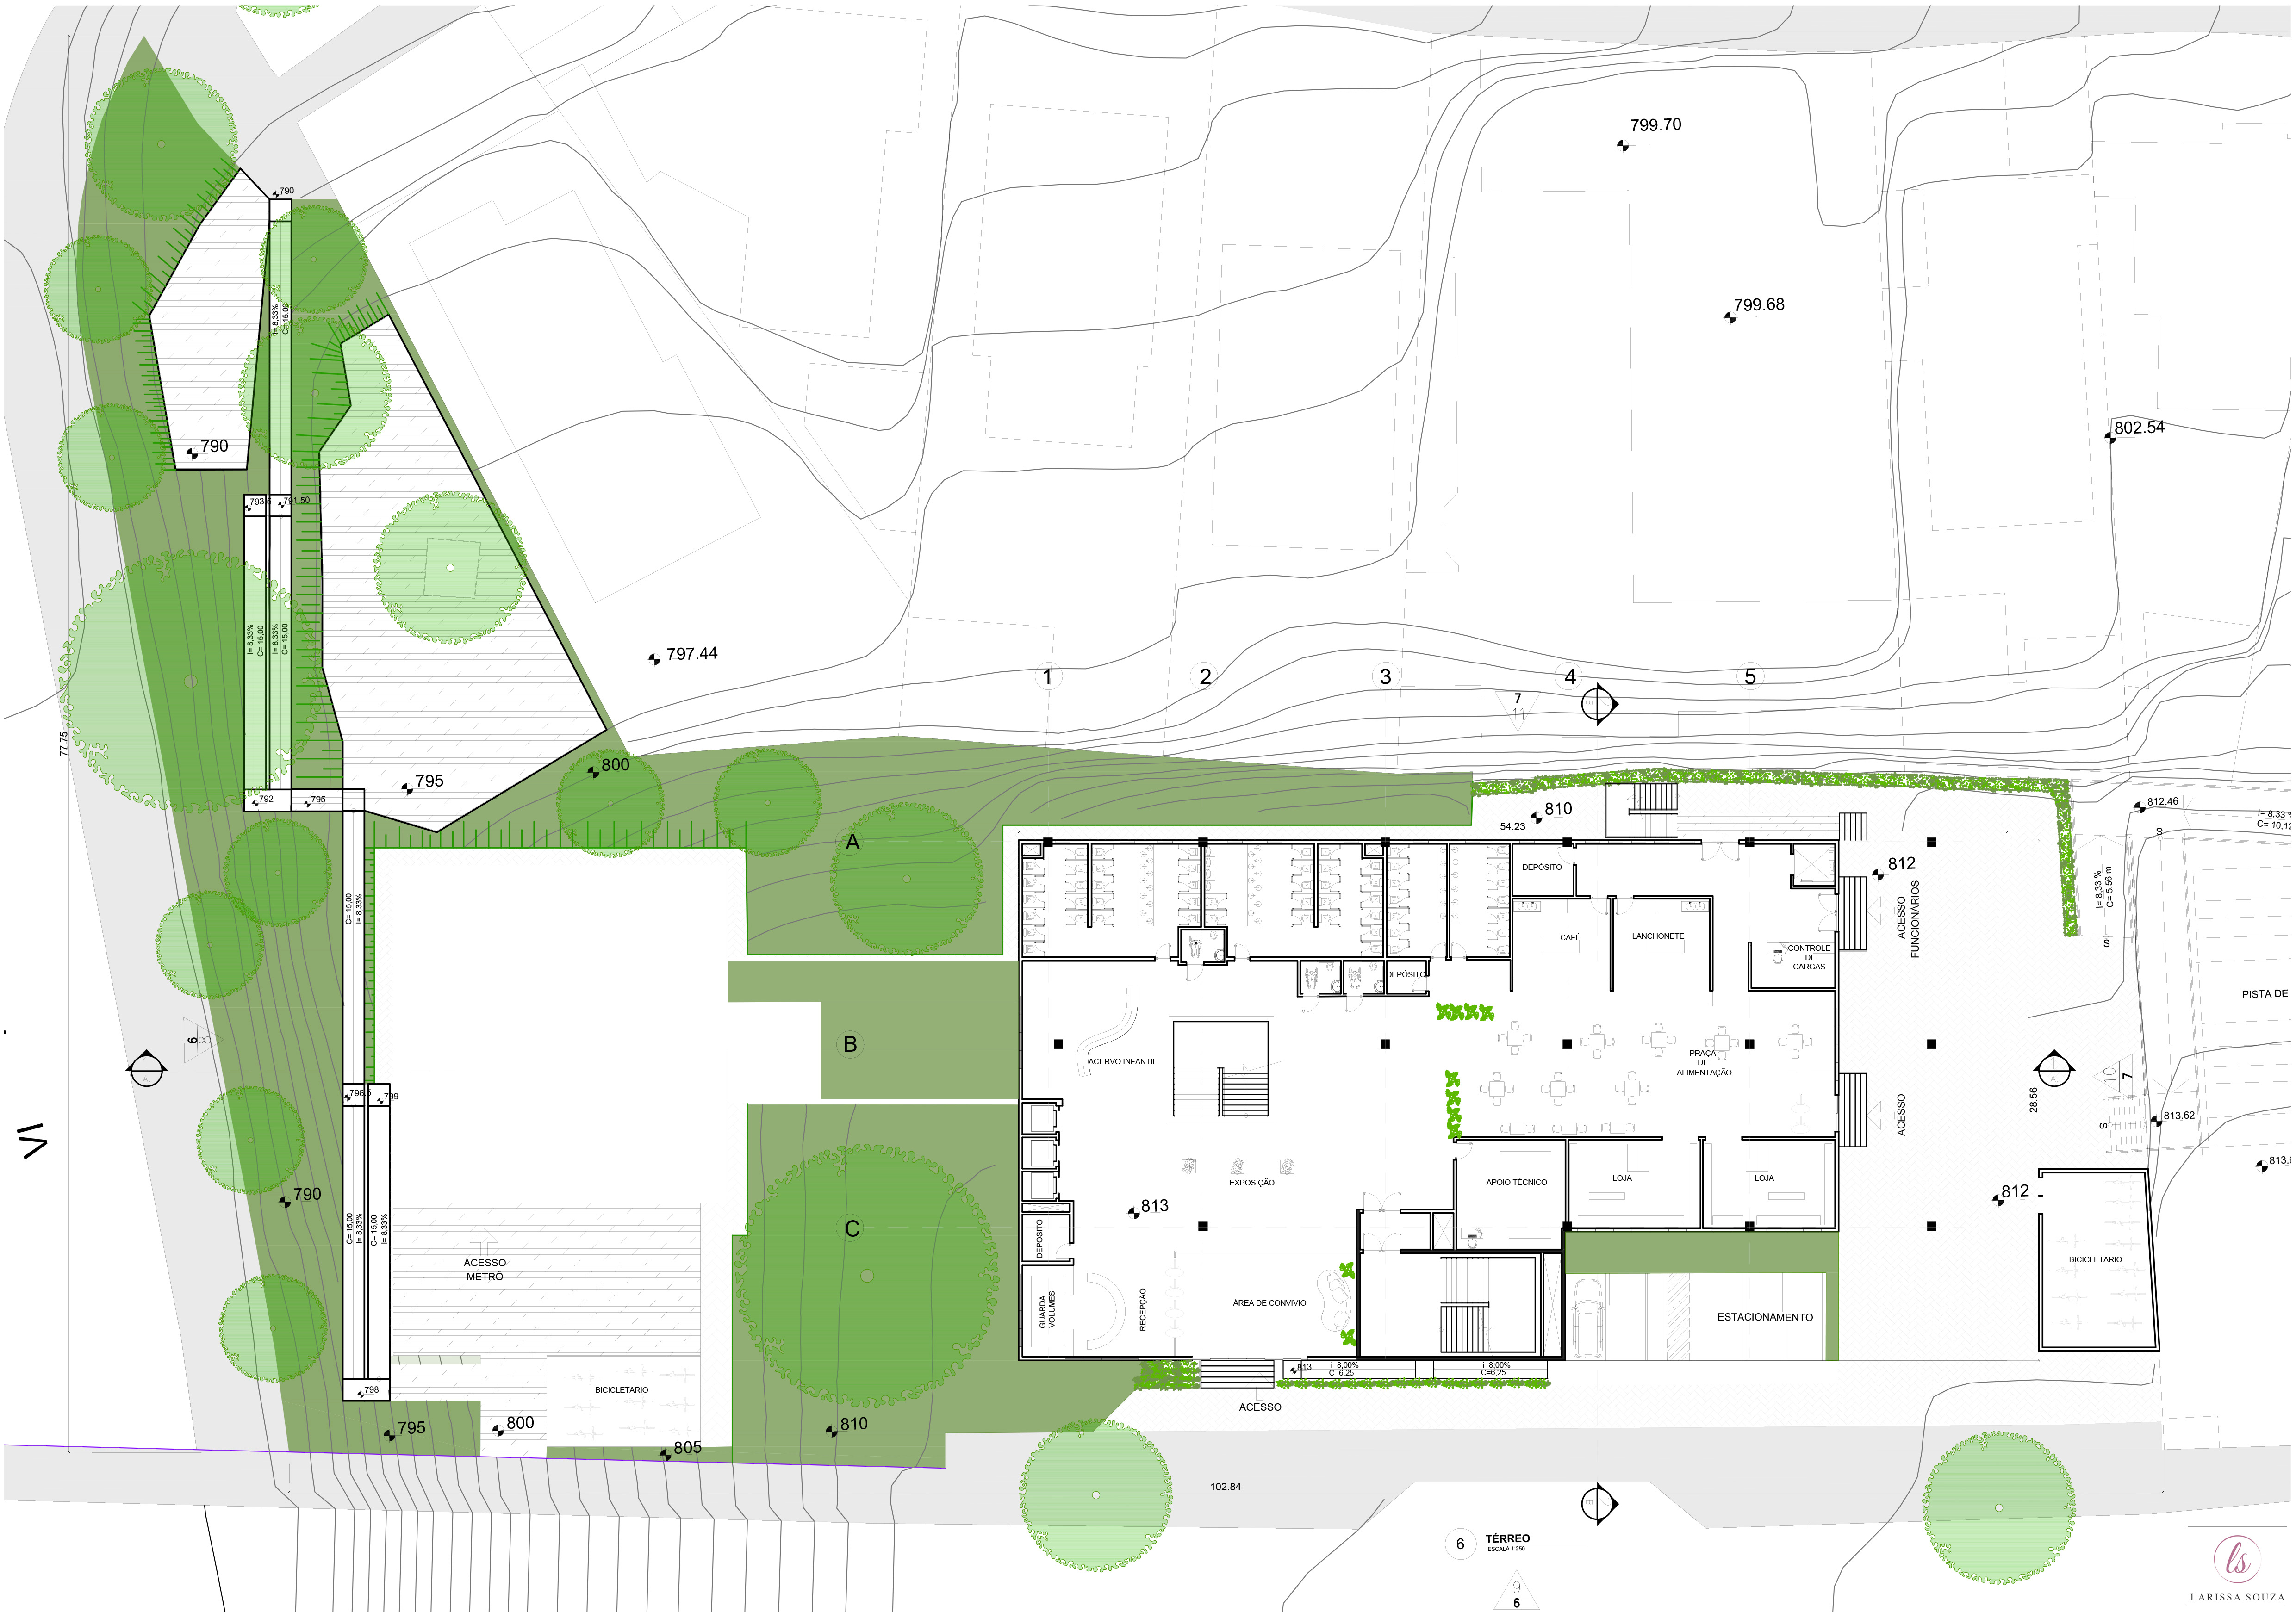 799.70
790
I= 8,33%
C= 15,00
799.68
790
802.54
793.5
791.50
I= 8,33%
C= 15,00
I= 8,33%
C= 15,00
797.44
1
2
3
4
5
7
11
B
77.75
800
795
792
795
810
54.23
812.46
I= 8,33 %
S
A
DEPÓSITO
812
I= 8,33 %
C= 5,56 m
C= 15,00
I= 8,33%
ACESSO
FUNCIONÁRIOS
CAFÉ
LANCHONETE
CONTROLE
DE
CARGAS
S
DEPÓSITO
PISTA DE
6
8
A
B
ACERVO INFANTIL
PRAÇA
DE
ALIMENTAÇÃO
A
10
7
796.5
799
28.56
ACESSO
813.62
S
VI
790
C= 15,00
I= 8,33%
C= 15,00
I= 8,33%
C
EXPOSIÇÃO
APOIO TÉCNICO
LOJA
LOJA
813
812
DEPOSITO
ACESSO
METRÔ
BICICLETARIO
GUARDA
VOLUMES
RECEPÇÃO
ÁREA DE CONVIVIO
ESTACIONAMENTO
813
i=8,00%
C=6,25
i=8,00%
C=6,25
798
BICICLETARIO
ACESSO
795
800
810
805
102.84
B
6
TÉRREO
ESCALA 1:250
9
6
ls
LARISSA SOUZA